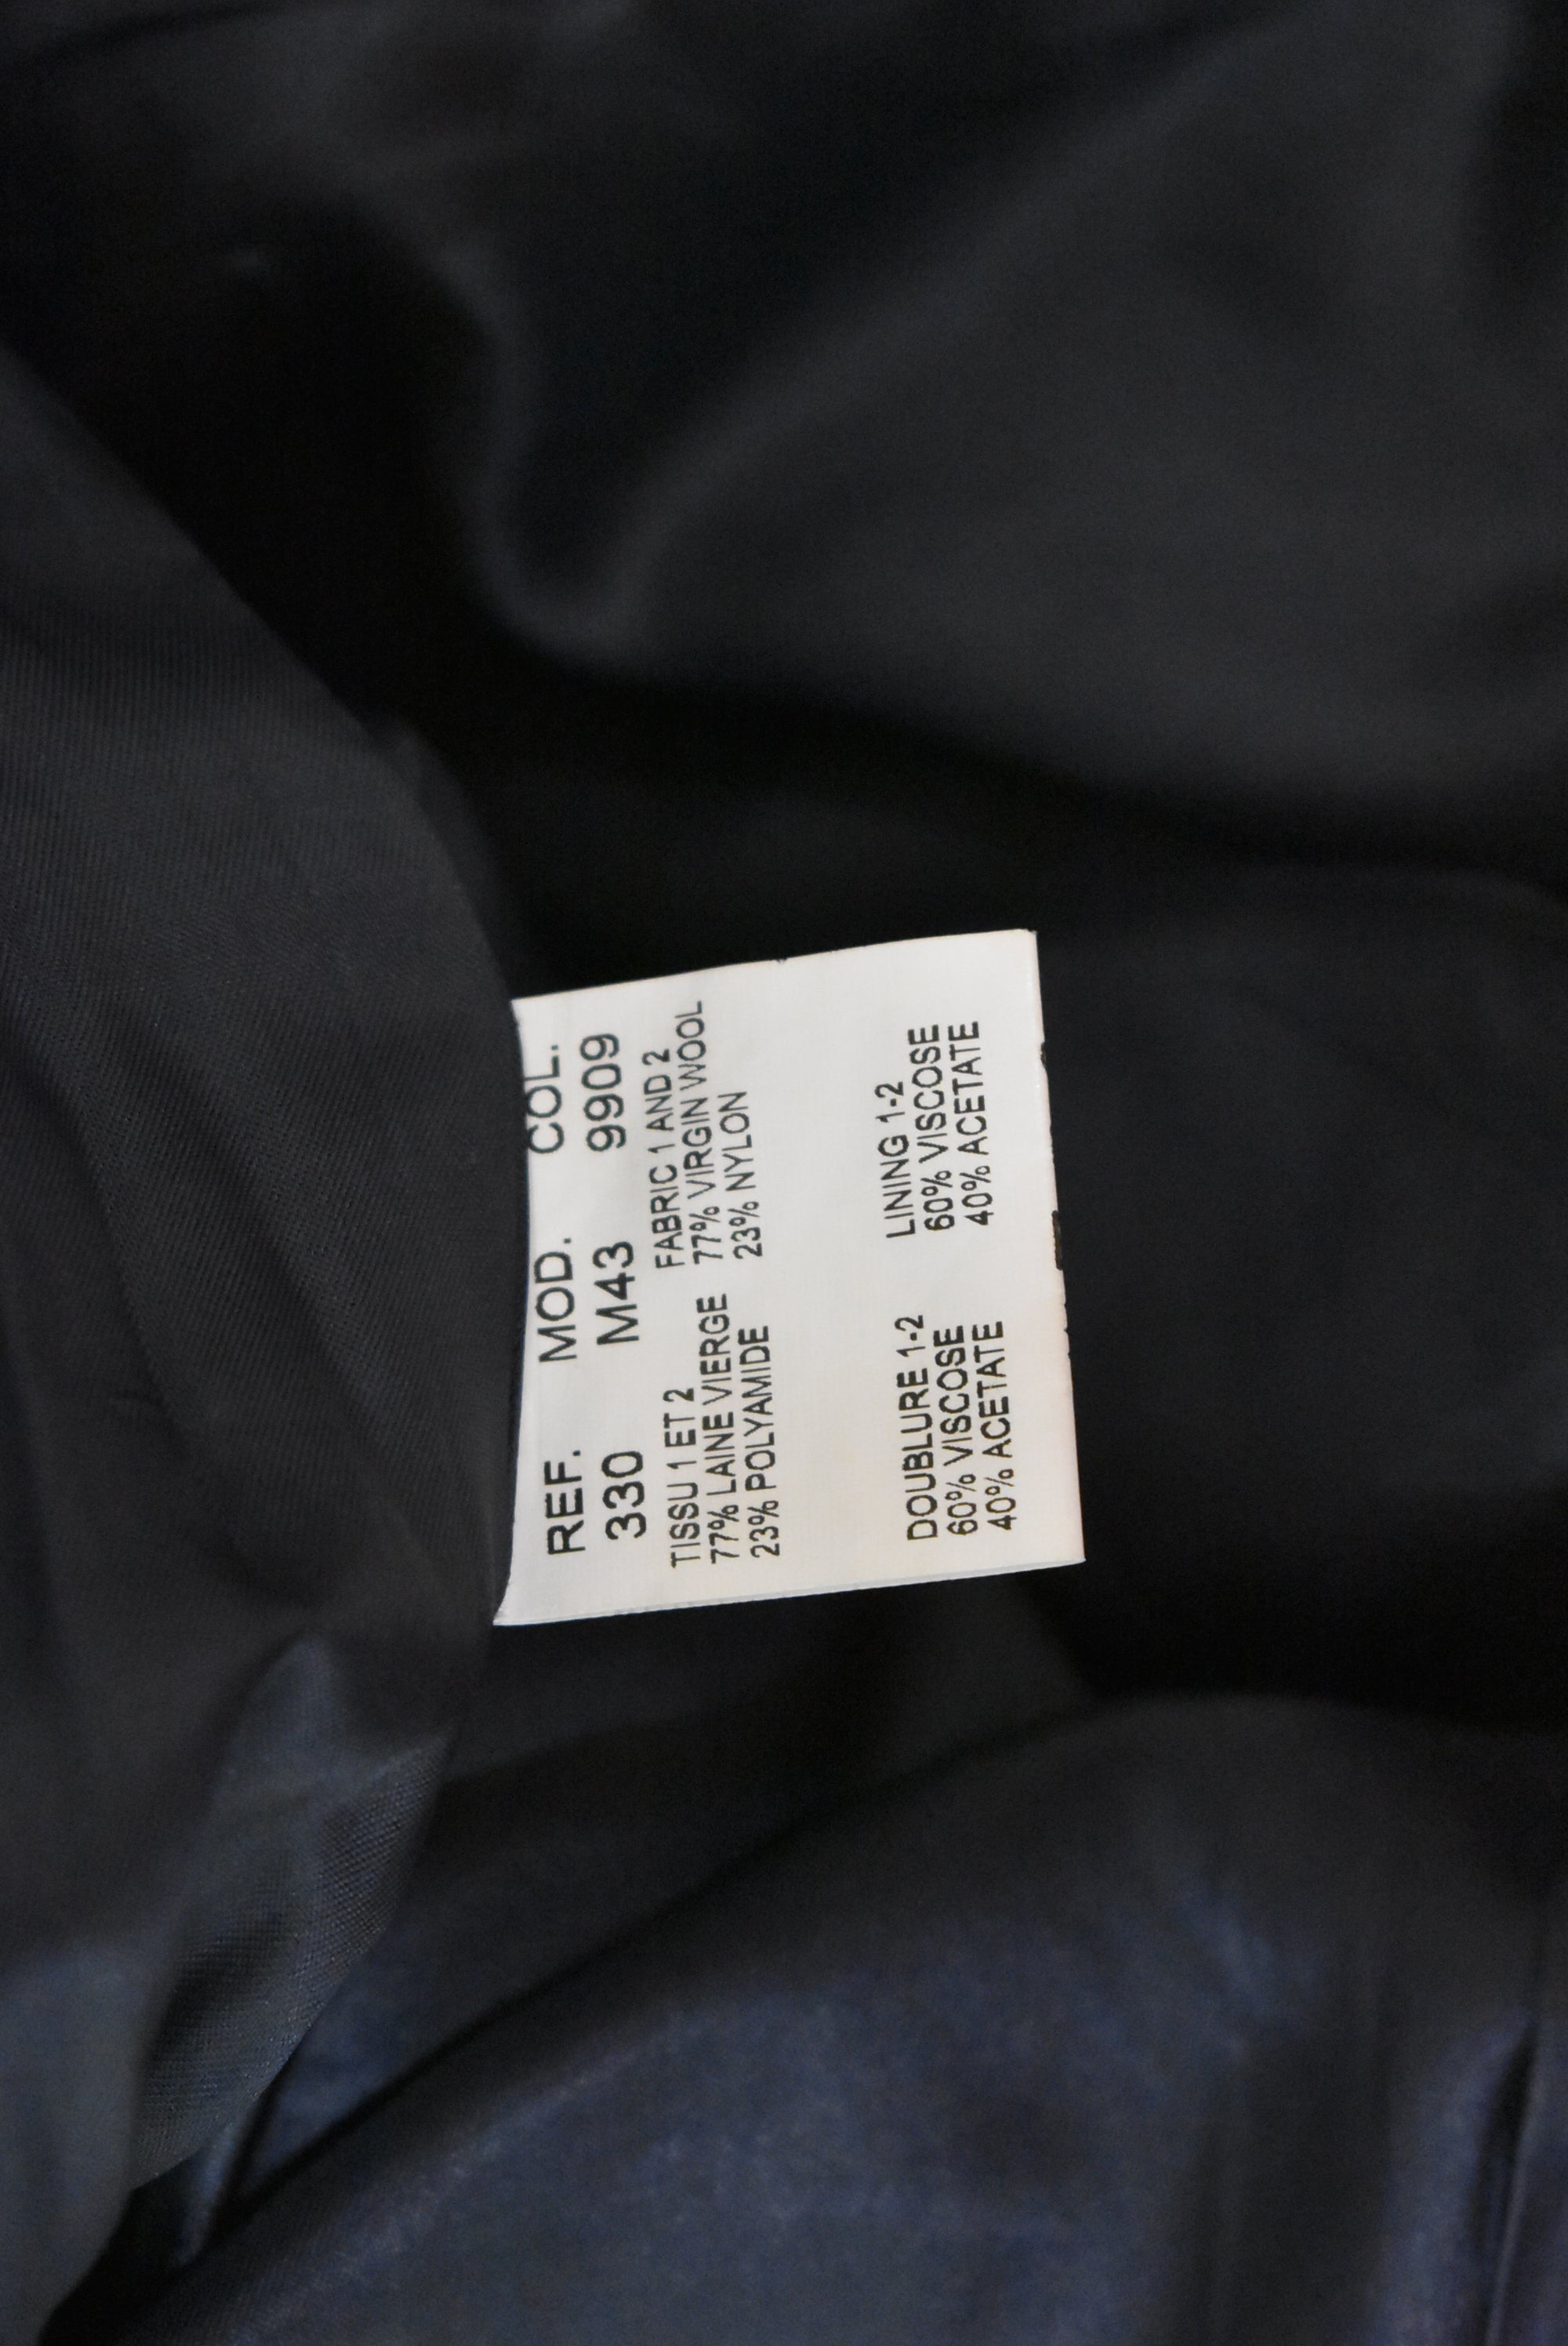 REF. MOD. COL.
330 M43 9909
TISSU 1 ET 2
77% LAINE VIERGE
23% POLYAMIDE
FABRIC 1 AND 2
77% VIRGIN WOOL
23% NYLON
DOUBLURE 1-2
60% VISCOSE
40% ACETATE
LINING 1-2
60% VISCOSE
40% ACETATE